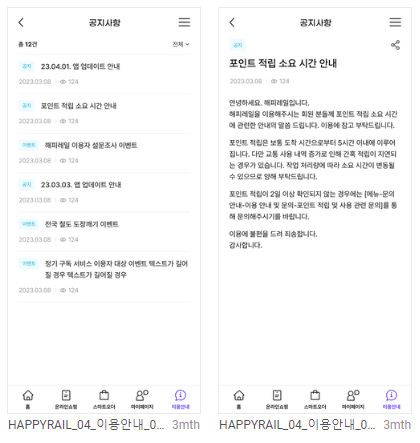 공지사항
총 12건
전체
공지 23.04.01. 앱 업데이트 안내
2023.03.08 124
공지 포인트 적립 소요 시간 안내
2023.03.08 124
이벤트 해피레일 이용자 설문조사 이벤트
2023.03.08 124
공지 23.03.03. 앱 업데이트 안내
2023.03.08 124
이벤트 전국 철도 도장깨기 이벤트
2023.03.08 124
이벤트 정기 구독 서비스 이용자 대상 이벤트 텍스트가 길어
질 경우 텍스트가 길어질 경우
2023.03.08 124
홈 온라인쇼핑 스마트오더 마이페이지 이용안내
HAPPYRAIL_04_이용안내_0... 3mth
공지사항
공지
포인트 적립 소요 시간 안내
2023.03.08 124
안녕하세요. 해피레일입니다.
해피레일을 이용해주시는 회원 분들께 포인트 적립 소요 시간
에 관련한 안내의 말씀 드립니다. 이용에 참고 부탁드립니다.
포인트 적립은 보통 도착 시간으로부터 5시간 이내에 이루어
집니다. 다만 교통 사용 내역 증가로 인해 간혹 적립이 지연되
는 경우가 있습니다. 작업 처리량에 따라 소요 시간이 변동될
수 있으므로 양해 부탁드립니다.
포인트 적립이 2일 이상 확인되지 않는 경우에는 [메뉴-문의
안내-이용 안내 및 문의-포인트 적립 및 사용 관련 문의]를 통
해 문의해주시기를 바랍니다.
이용에 불편을 드려 죄송합니다.
감사합니다.
홈 온라인쇼핑 스마트오더 마이페이지 이용안내
HAPPYRAIL_04_이용안내_0... 3mth